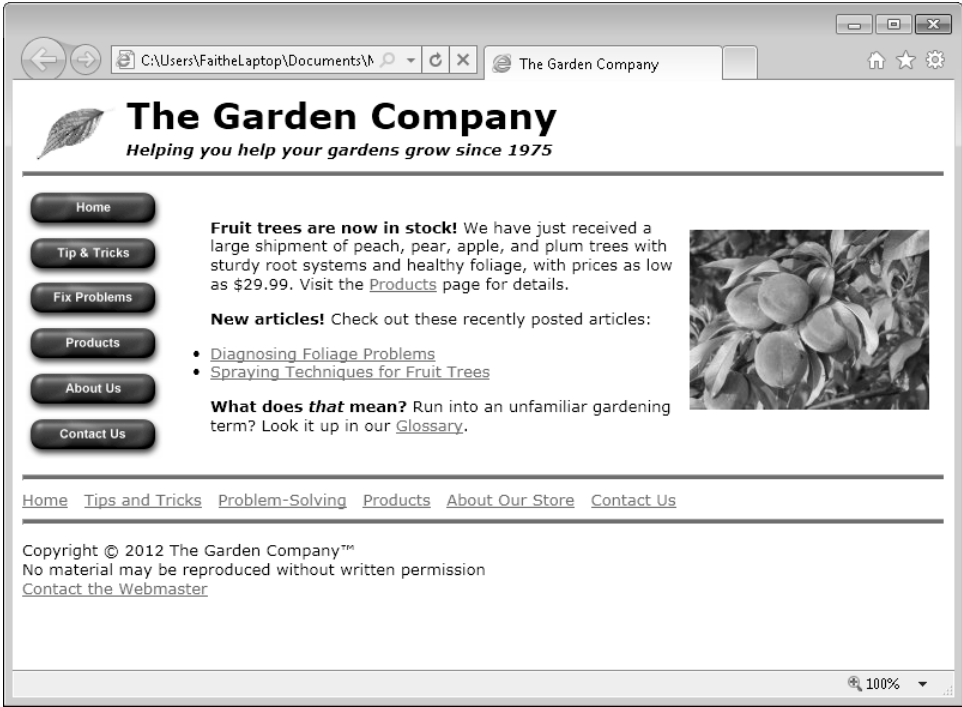 C:\Users\FaitheLaptop\Documents\M
The Garden Company
The Garden Company
Helping you help your gardens grow since 1975
Home
Tip & Tricks
Fix Problems
Products
About Us
Contact Us
Fruit trees are now in stock! We have just received a
large shipment of peach, pear, apple, and plum trees with
sturdy root systems and healthy foliage, with prices as low
as $29.99. Visit the Products page for details.
New articles! Check out these recently posted articles:
• Diagnosing Foliage Problems
• Spraying Techniques for Fruit Trees
What does that mean? Run into an unfamiliar gardening
term? Look it up in our Glossary.
Home Tips and Tricks Problem-Solving Products About Our Store Contact Us
Copyright © 2012 The Garden Company™
No material may be reproduced without written permission
Contact the Webmaster
100%